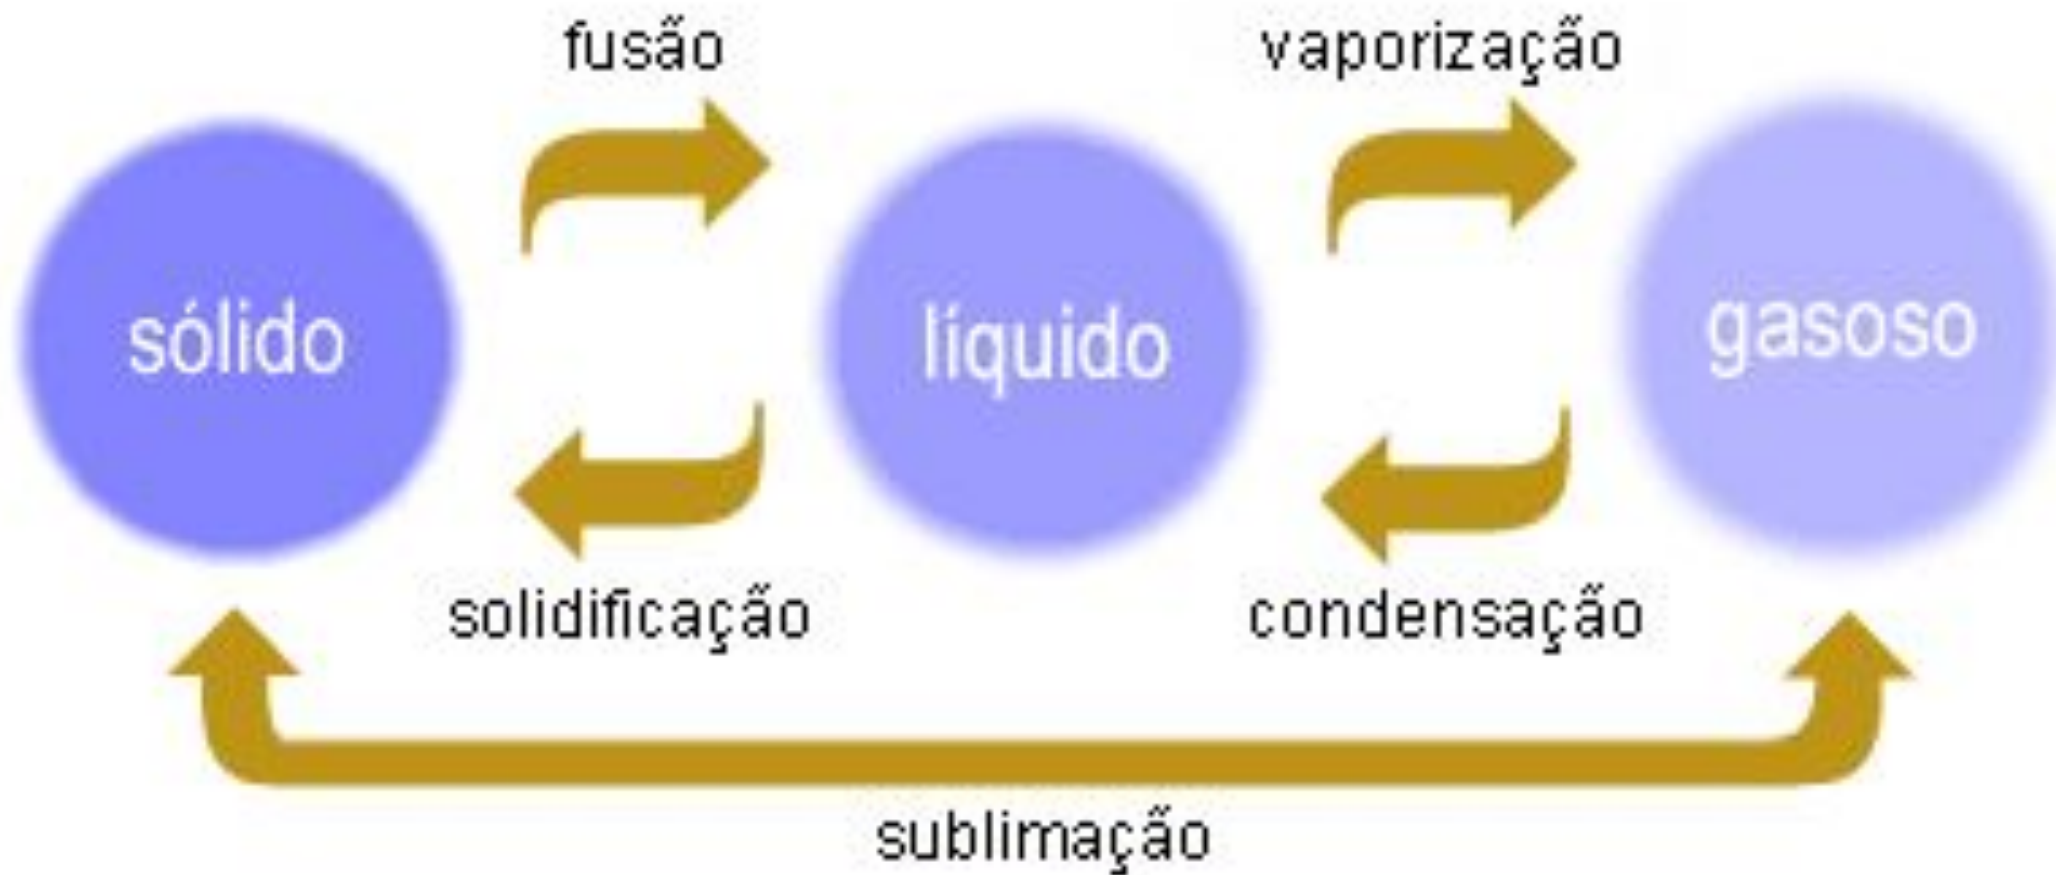 fusão
vaporização
sólido
líquido
gasoso
solidificação
condensação
sublimação